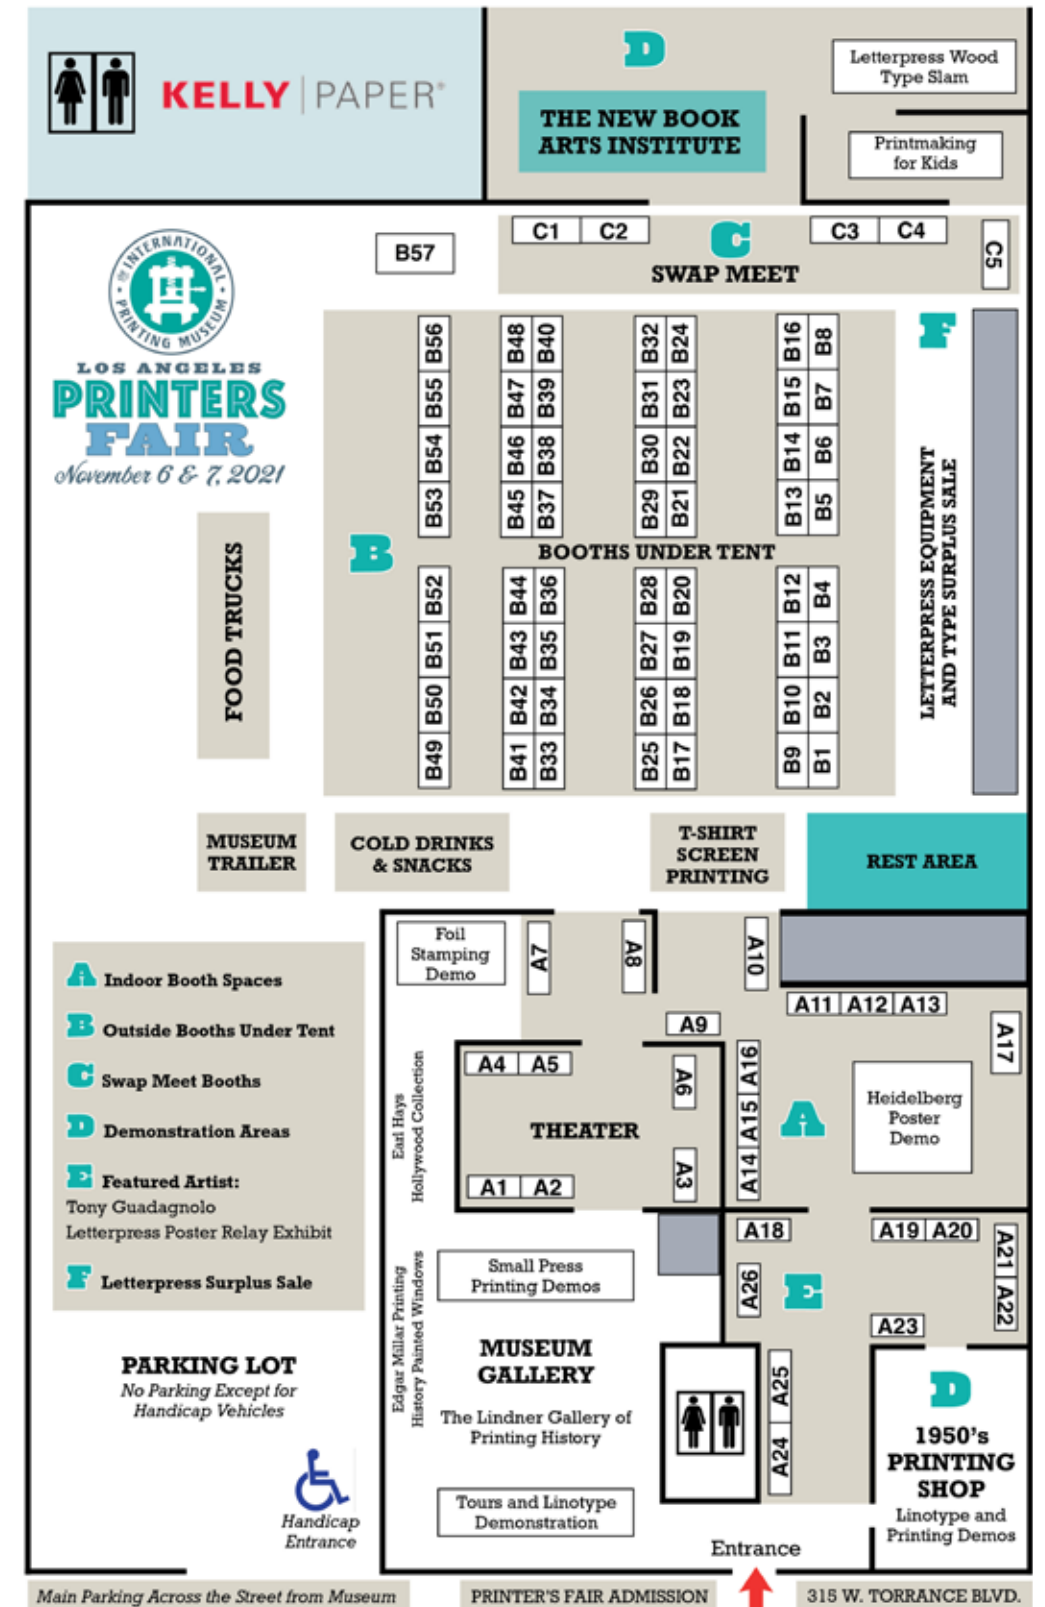 D
Letterpress Wood
Type Slam
KELLY | PAPER®
THE NEW BOOK
ARTS INSTITUTE
Printmaking
for Kids
C1 C2
C
C3 C4
C5
B57
SWAP MEET
THE INTERNATIONAL
PRINTING MUSEUM
LOS ANGELES
PRINTERS
FAIR
November 6 & 7, 2021
B56 B48 B40 B32 B24 B16 B8
B55 B47 B39 B31 B23 B15 B7
B54 B46 B38 B30 B22 B14 B6
B53 B45 B37 B29 B21 B13 B5
F
LETTERPRESS EQUIPMENT
AND TYPE SURPLUS SALE
B
BOOTHS UNDER TENT
B52 B44 B36 B28 B20 B12 B4
B51 B43 B35 B27 B19 B11 B3
B50 B42 B34 B26 B18 B10 B2
B49 B41 B33 B25 B17 B9 B1
FOOD TRUCKS
MUSEUM
TRAILER
COLD DRINKS
& SNACKS
T-SHIRT
SCREEN
PRINTING
REST AREA
A Indoor Booth Spaces
B Outside Booths Under Tent
C Swap Meet Booths
D Demonstration Areas
E Featured Artist:
Tony Guadagnolo
Letterpress Poster Relay Exhibit
F Letterpress Surplus Sale
Foil
Stamping
Demo
A7
A8
A10
A9
A11 A12 A13
A17
A4 A5
A6
A16
A15
A14
A
Heidelberg
Poster
Demo
Earl Hays
Hollywood Collection
THEATER
A1 A2
A3
A18
A19 A20
A21
A22
A26
E
A23
Small Press
Printing Demos
Edgar Millar Printing
History Painted Windows
MUSEUM
GALLERY
The Lindner Gallery of
Printing History
A25
A24
D
1950's
PRINTING
SHOP
Linotype and
Printing Demos
Tours and Linotype
Demonstration
PARKING LOT
No Parking Except for
Handicap Vehicles
Handicap
Entrance
Entrance
Main Parking Across the Street from Museum
PRINTER'S FAIR ADMISSION
315 W. TORRANCE BLVD.